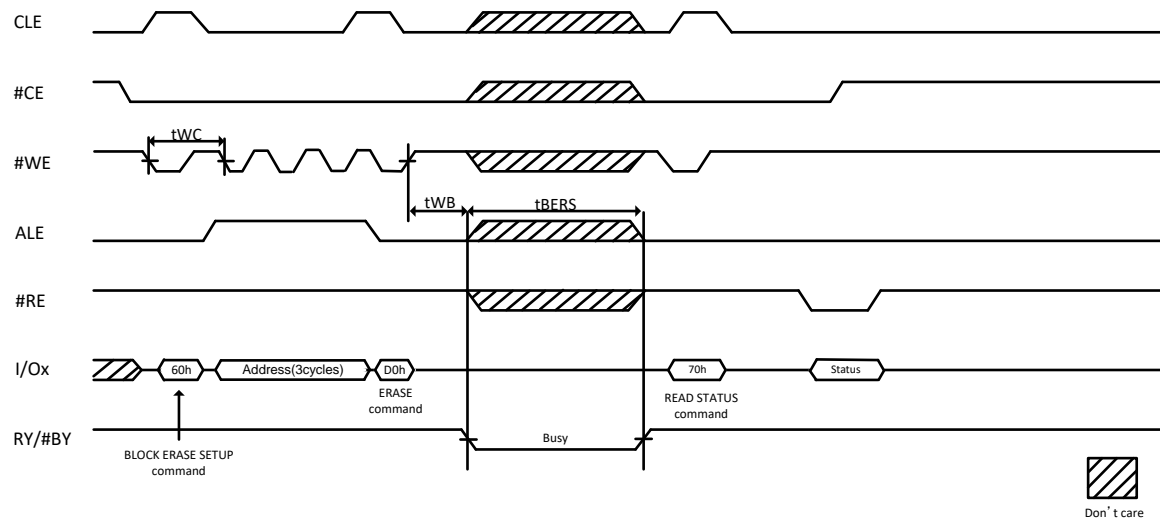 CLE
#CE
tWC
#WE
tWB
tBERS
ALE
#RE
I/Ox
60h
Address(3cycles)
D0h
70h
Status
ERASE
command
READ STATUS
command
RY/#BY
Busy
BLOCK ERASE SETUP
command
Don’t care